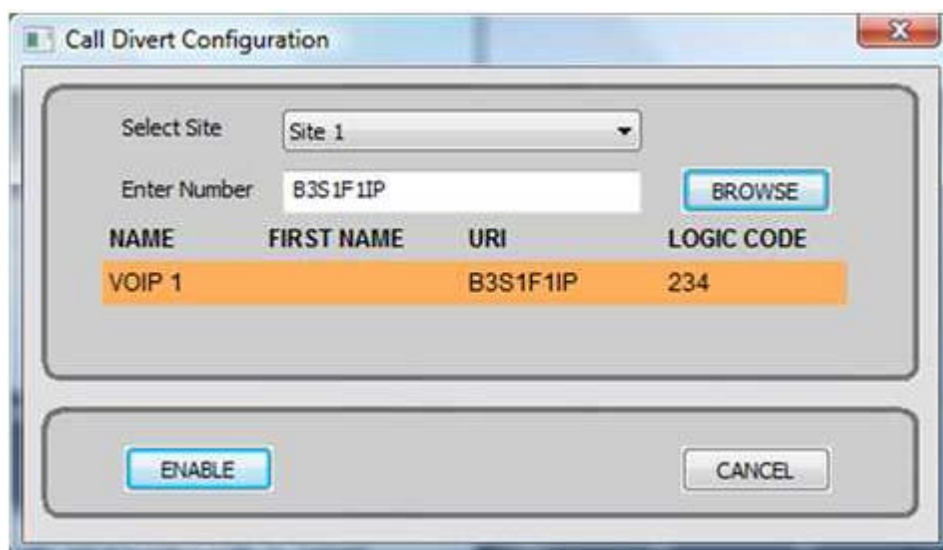 Call Divert Configuration
Select Site Site 1
Enter Number B3S1F1IP BROWSE
NAME FIRST NAME URI LOGIC CODE
VOIP 1 B3S1F1IP 234
ENABLE CANCEL